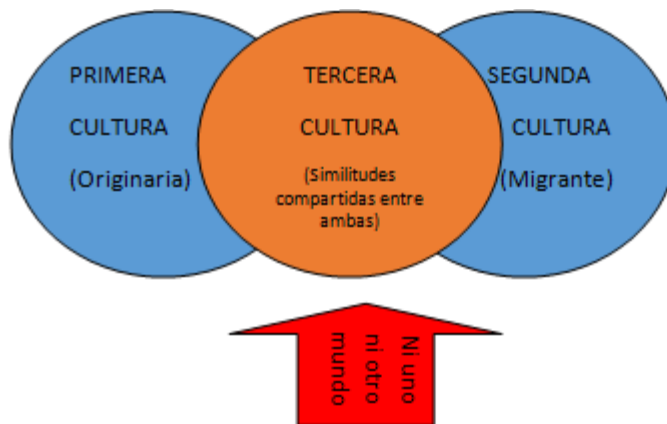 PRIMERA
CULTURA
(Originaria)
TERCERA
CULTURA
(Similitudes
compartidas entre
ambas)
SEGUNDA
CULTURA
(Migrante)
Ni uno
ni otro
mundo